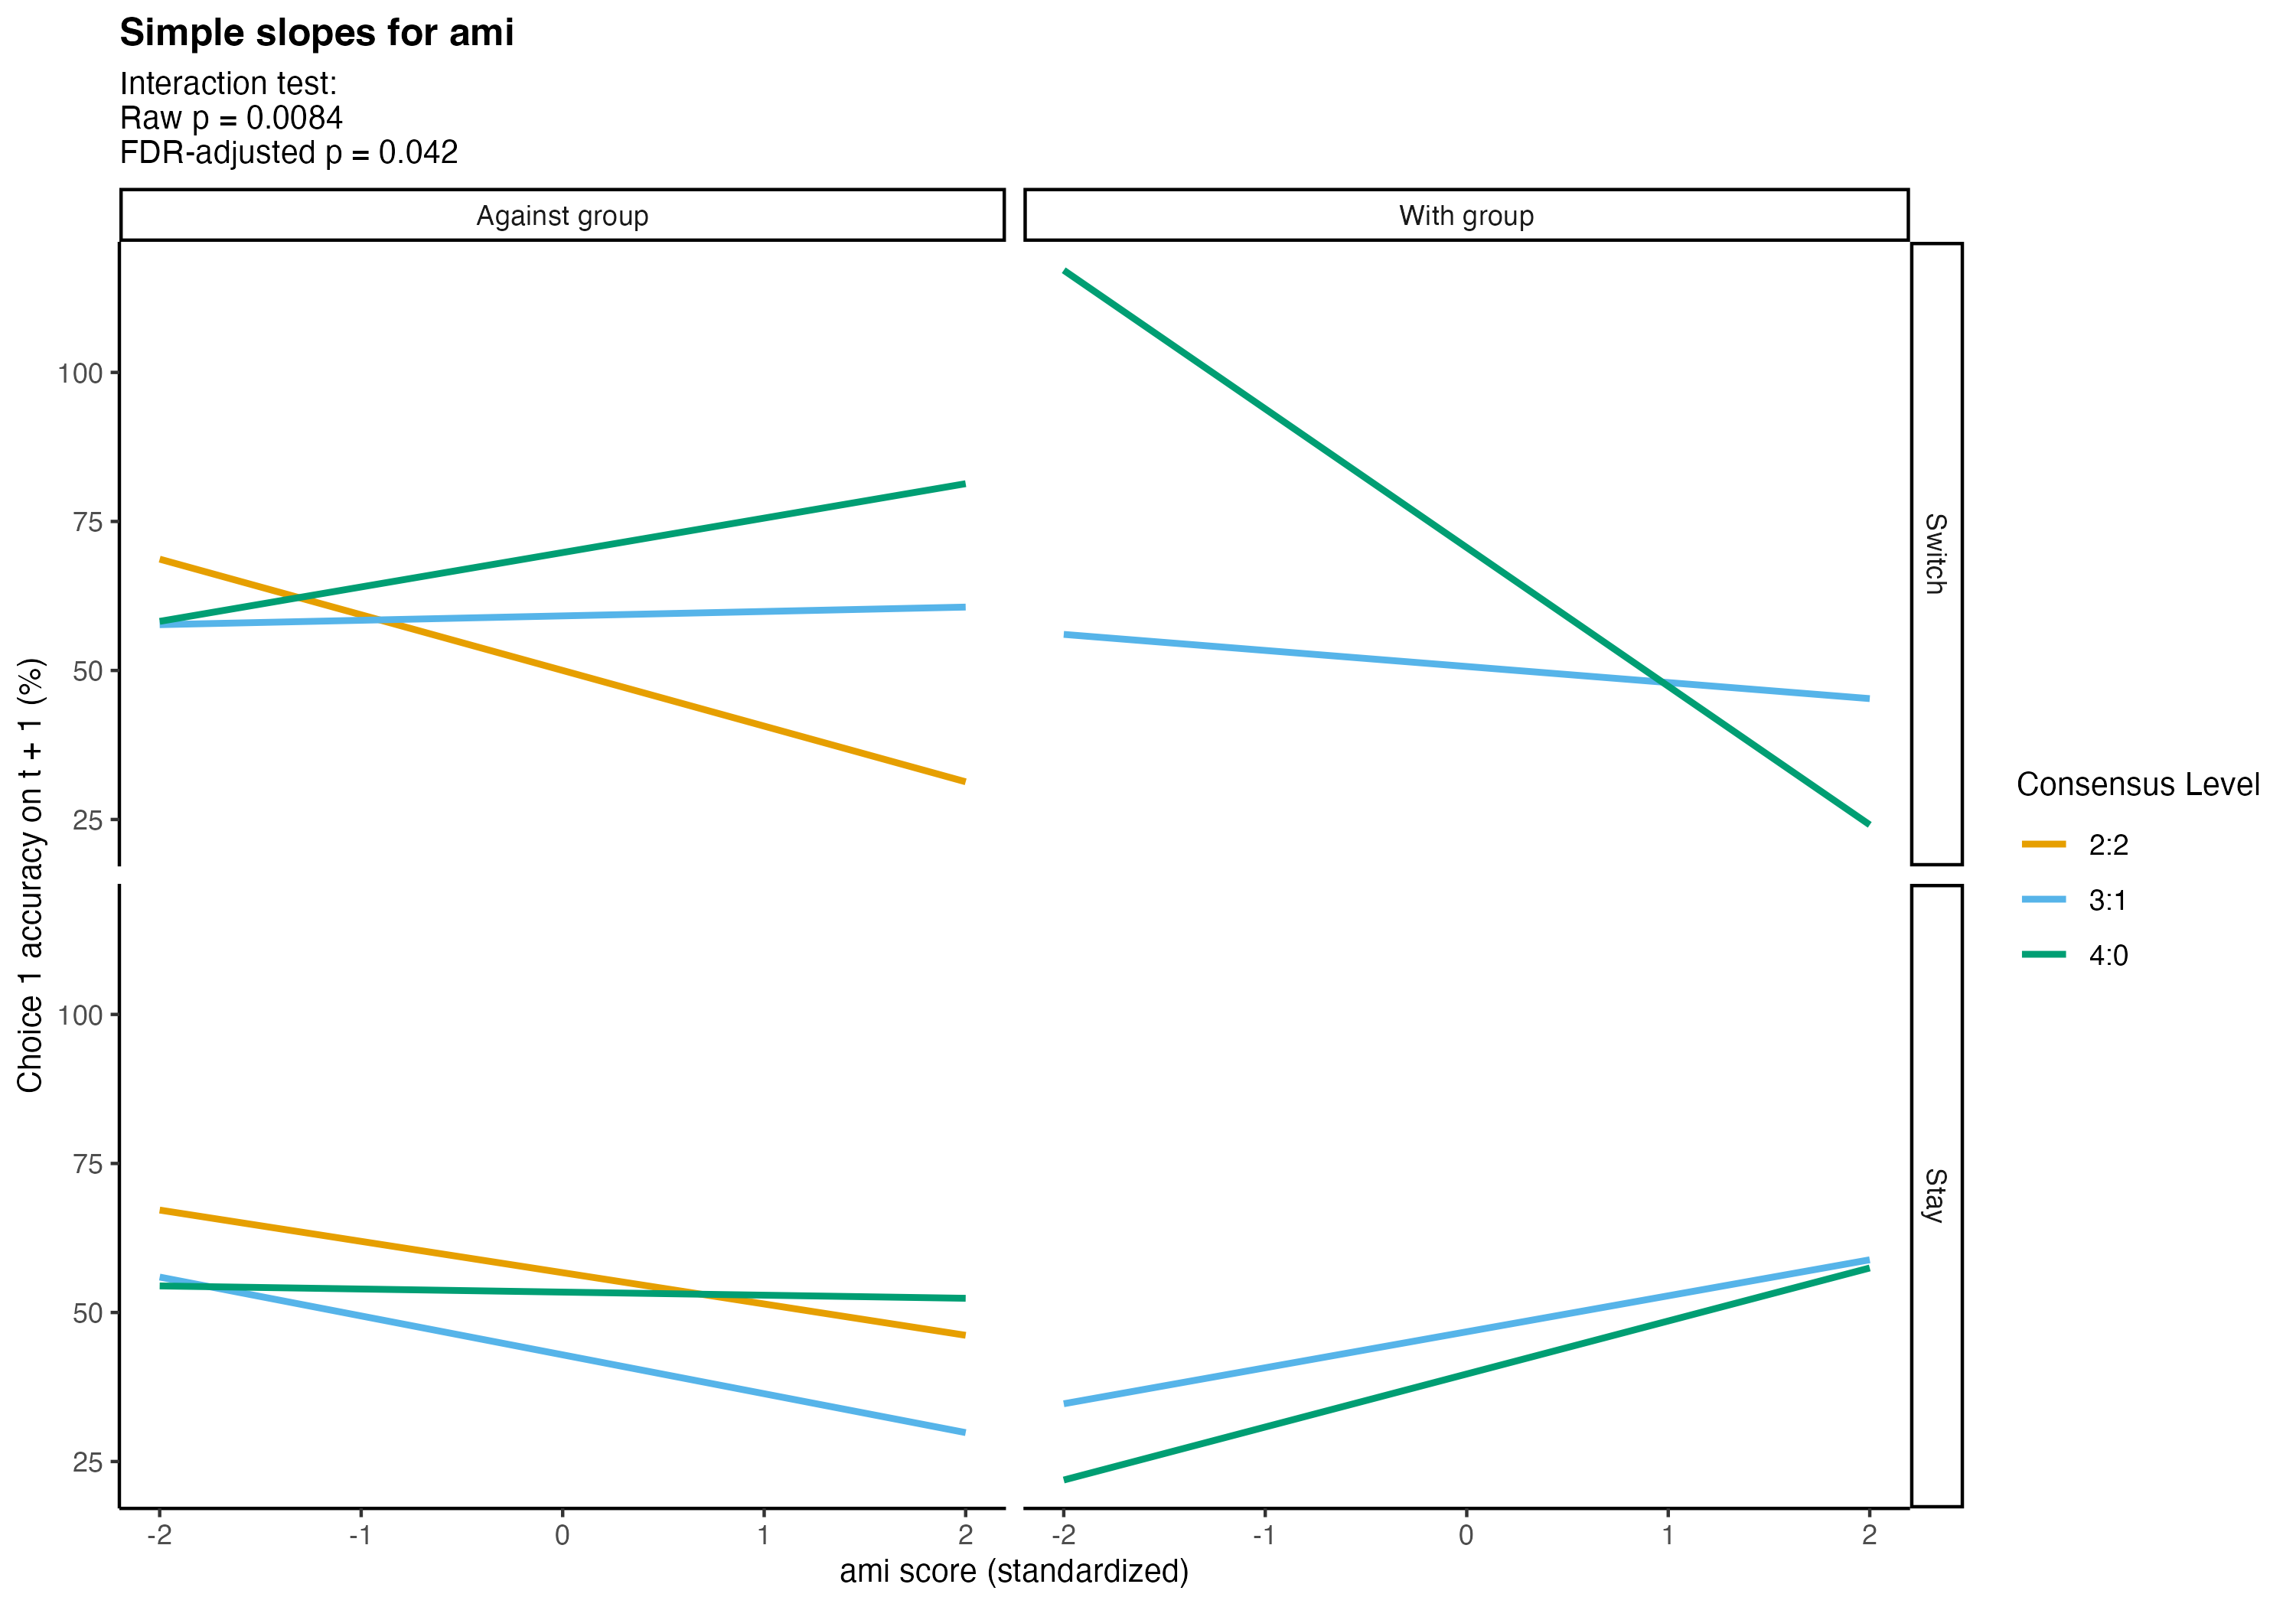 Simple slopes for ami
Interaction test:
Raw p = 0.0084
FDR-adjusted p = 0.042
Against group
With group
Switch
Stay
Choice 1 accuracy on t + 1 (%)
100
75
50
25
100
75
50
25
-2
-1
0
1
2
-2
-1
0
1
2
ami score (standardized)
Consensus Level
2:2
3:1
4:0